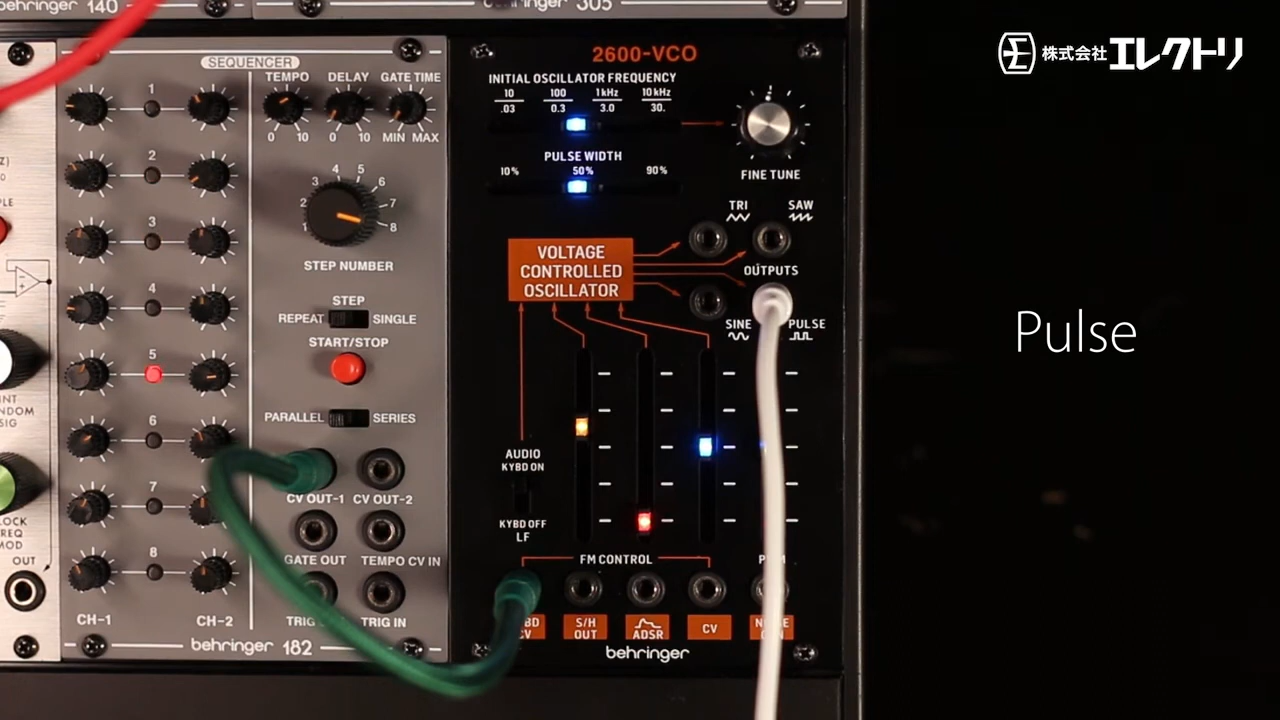 behringer 140
behringer 305
SEQUENCER
TEMPO DELAY GATE TIME
0 10 0 10 MIN MAX
1
2
3
4
5
6
7
8
CH-1 CH-2
1 2 3 4 5 6 7 8
STEP NUMBER
STEP
REPEAT SINGLE
START/STOP
PARALLEL SERIES
CV OUT-1 CV OUT-2
GATE OUT TEMPO CV IN
TRIG IN
behringer 182
OUT
2600-VCO
INITIAL OSCILLATOR FREQUENCY
10 100 1kHz 10kHz
.03 0.3 3.0 30.
PULSE WIDTH
10% 50% 90%
FINE TUNE
TRI SAW
VOLTAGE
CONTROLLED
OSCILLATOR
OUTPUTS
SINE PULSE
AUDIO
KYBD ON
KYBD OFF
LF
FM CONTROL
S/H
OUT
ADSR
CV
behringer
株式会社エレクトリ
Pulse